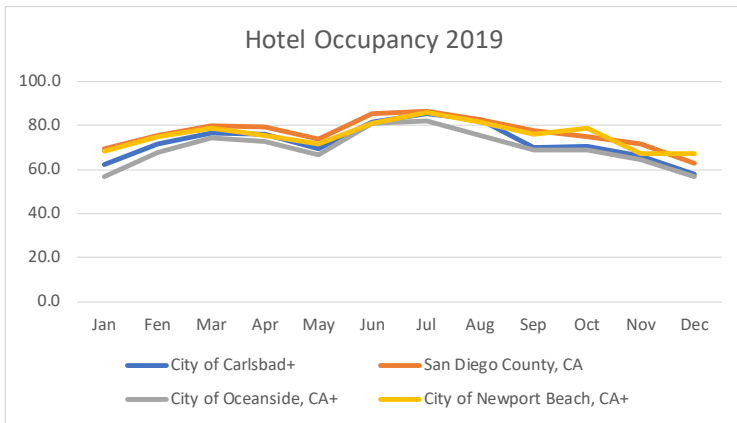 Hotel Occupancy 2019
100.0
80.0
60.0
40.0
20.0
0.0
Jan Fen Mar Apr May Jun Jul Aug Sep Oct Nov Dec
City of Carlsbad+ San Diego County, CA
City of Oceanside, CA+ City of Newport Beach, CA+